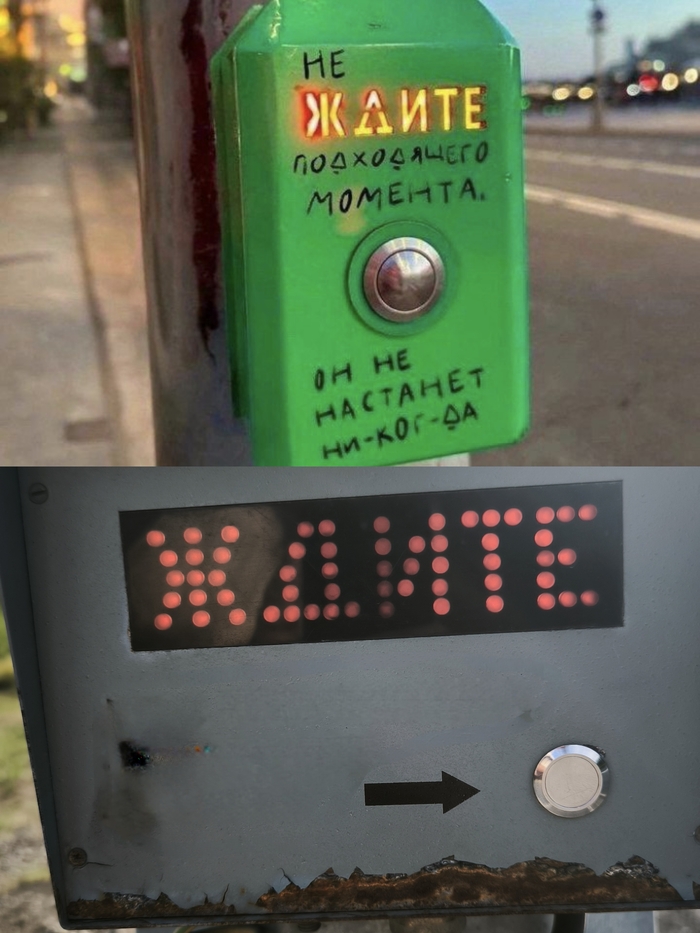 НЕ
ЖДИТЕ
ПОДХОДЯЩЕГО
МОМЕНТА.
ОН НЕ
НАСТАНЕТ
НИ-КОГ-ДА
ЖДИТЕ